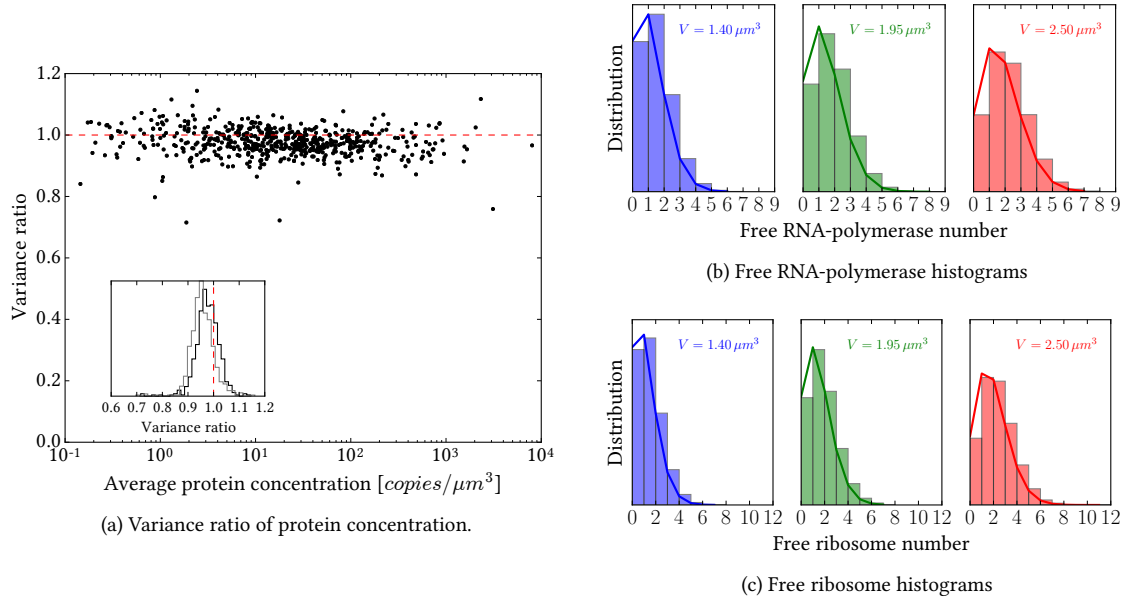 1.2
1.0
0.8
0.6
0.4
0.2
0.0
Variance ratio
10^-1 10^0 10^1 10^2 10^3 10^4
Average protein concentration [copies/μm^3]
0.6 0.7 0.8 0.9 1.0 1.1 1.2
Variance ratio
(a) Variance ratio of protein concentration.
Distribution
V = 1.40 μm^3
V = 1.95 μm^3
V = 2.50 μm^3
0 1 2 3 4 5 6 7 8 9
0 1 2 3 4 5 6 7 8 9
0 1 2 3 4 5 6 7 8 9
Free RNA-polymerase number
(b) Free RNA-polymerase histograms
Distribution
V = 1.40 μm^3
V = 1.95 μm^3
V = 2.50 μm^3
0 2 4 6 8 10 12
0 2 4 6 8 10 12
0 2 4 6 8 10 12
Free ribosome number
(c) Free ribosome histograms